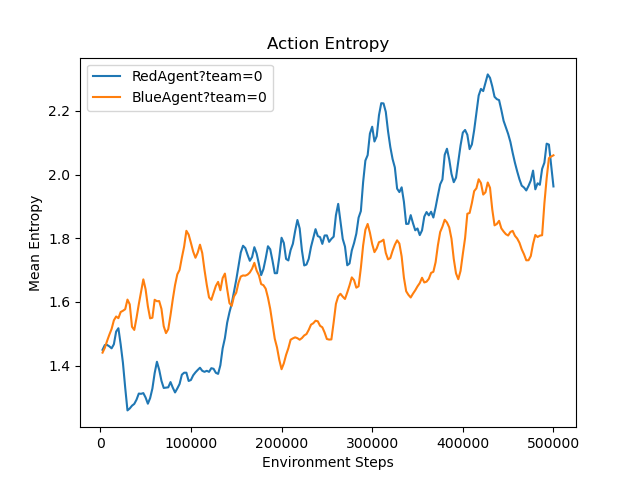 Action Entropy
RedAgent?team=0
BlueAgent?team=0
Mean Entropy
2.2
2.0
1.8
1.6
1.4
0 100000 200000 300000 400000 500000
Environment Steps